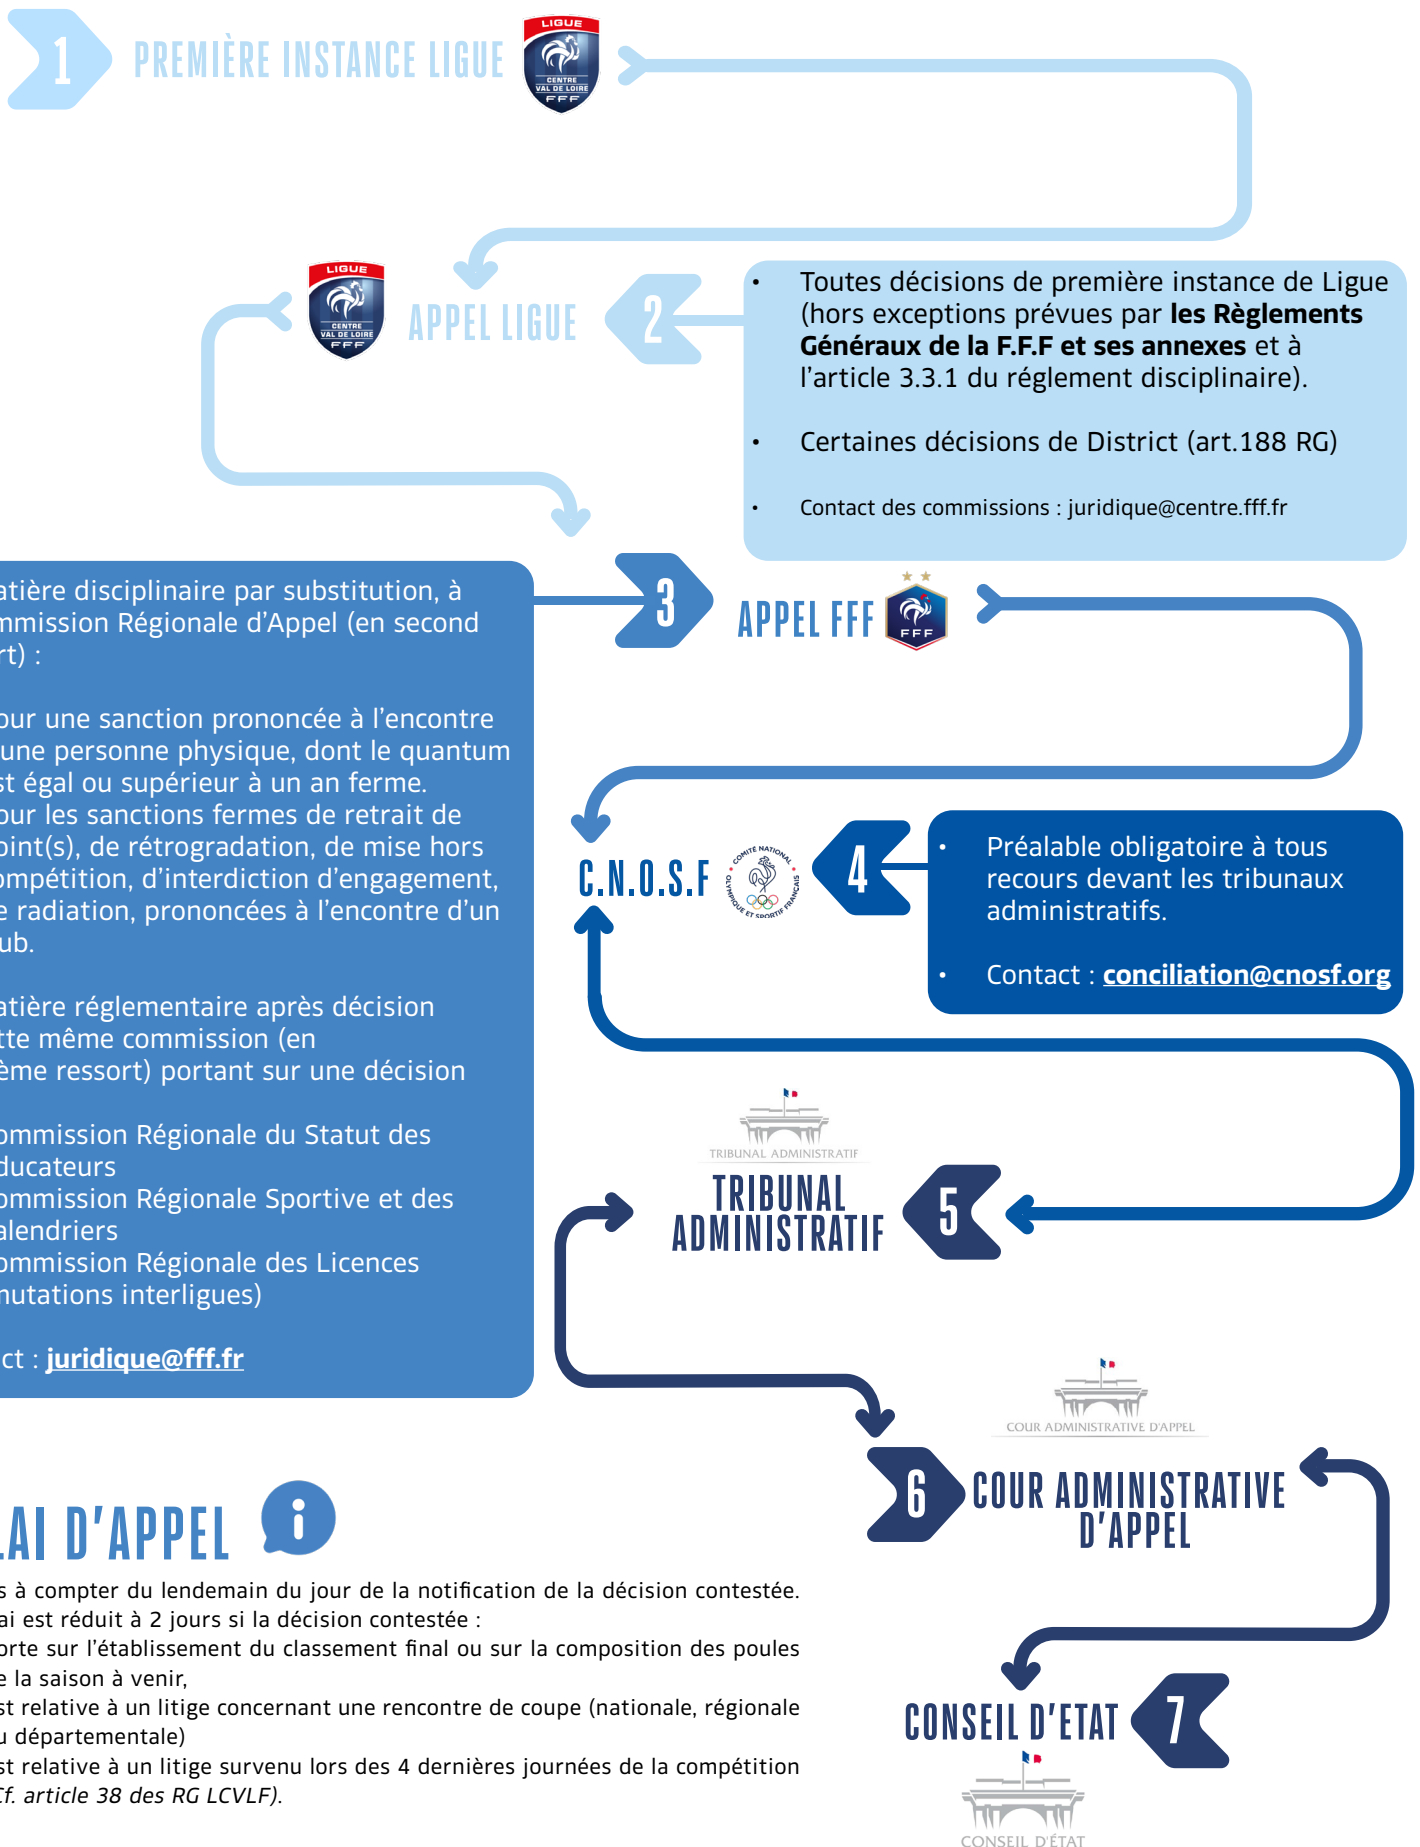 1 PREMIÈRE INSTANCE LIGUE
LIGUE
CENTRE
VAL DE LOIRE
FFF
LIGUE
CENTRE
VAL DE LOIRE
FFF
APPEL LIGUE 2
• Toutes décisions de première instance de Ligue
(hors exceptions prévues par les Règlements
Généraux de la F.F.F et ses annexes et à
l’article 3.3.1 du réglement disciplinaire).
• Certaines décisions de District (art.188 RG)
• Contact des commissions : juridique@centre.fff.fr
3 APPEL FFF
FFF
atière disciplinaire par substitution, à
mmission Régionale d’Appel (en second
rt) :
our une sanction prononcée à l’encontre
une personne physique, dont le quantum
st égal ou supérieur à un an ferme.
our les sanctions fermes de retrait de
oint(s), de rétrogradation, de mise hors
ompétition, d’interdiction d’engagement,
e radiation, prononcées à l’encontre d’un
ub.
atière réglementaire après décision
tte même commission (en
ème ressort) portant sur une décision
ommission Régionale du Statut des
ducateurs
ommission Régionale Sportive et des
alendriers
ommission Régionale des Licences
mutations interligues)
ct : juridique@fff.fr
C.N.O.S.F
COMITÉ NATIONAL
OLYMPIQUE ET SPORTIF FRANÇAIS
4
• Préalable obligatoire à tous
recours devant les tribunaux
administratifs.
• Contact : conciliation@cnosf.org
TRIBUNAL ADMINISTRATIF
TRIBUNAL
ADMINISTRATIF
5
COUR ADMINISTRATIVE D'APPEL
6 COUR ADMINISTRATIVE
D'APPEL
LAI D'APPEL
i
s à compter du lendemain du jour de la notification de la décision contestée.
ai est réduit à 2 jours si la décision contestée :
orte sur l’établissement du classement final ou sur la composition des poules
e la saison à venir,
st relative à un litige concernant une rencontre de coupe (nationale, régionale
u départementale)
st relative à un litige survenu lors des 4 dernières journées de la compétition
Cf. article 38 des RG LCVLF).
CONSEIL D'ETAT 7
CONSEIL D'ÉTAT